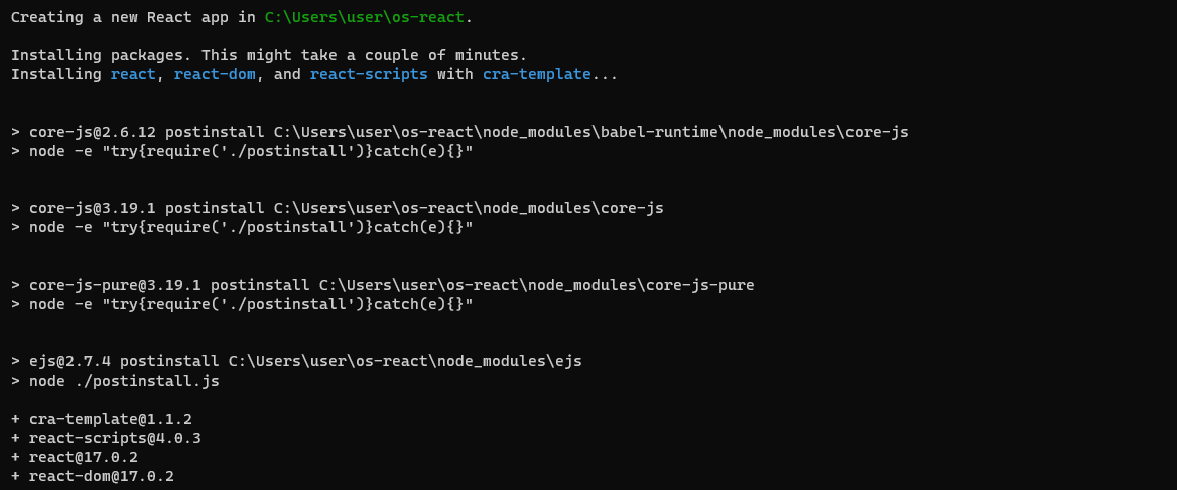 Creating a new React app in C:\Users\user\os-react.
Installing packages. This might take a couple of minutes.
Installing react, react-dom, and react-scripts with cra-template...
> core-js@2.6.12 postinstall C:\Users\user\os-react\node_modules\babel-runtime\node_modules\core-js
> node -e "try{require('./postinstall')}catch(e){}"
> core-js@3.19.1 postinstall C:\Users\user\os-react\node_modules\core-js
> node -e "try{require('./postinstall')}catch(e){}"
> core-js-pure@3.19.1 postinstall C:\Users\user\os-react\node_modules\core-js-pure
> node -e "try{require('./postinstall')}catch(e){}"
> ejs@2.7.4 postinstall C:\Users\user\os-react\node_modules\ejs
> node ./postinstall.js
+ cra-template@1.1.2
+ react-scripts@4.0.3
+ react@17.0.2
+ react-dom@17.0.2